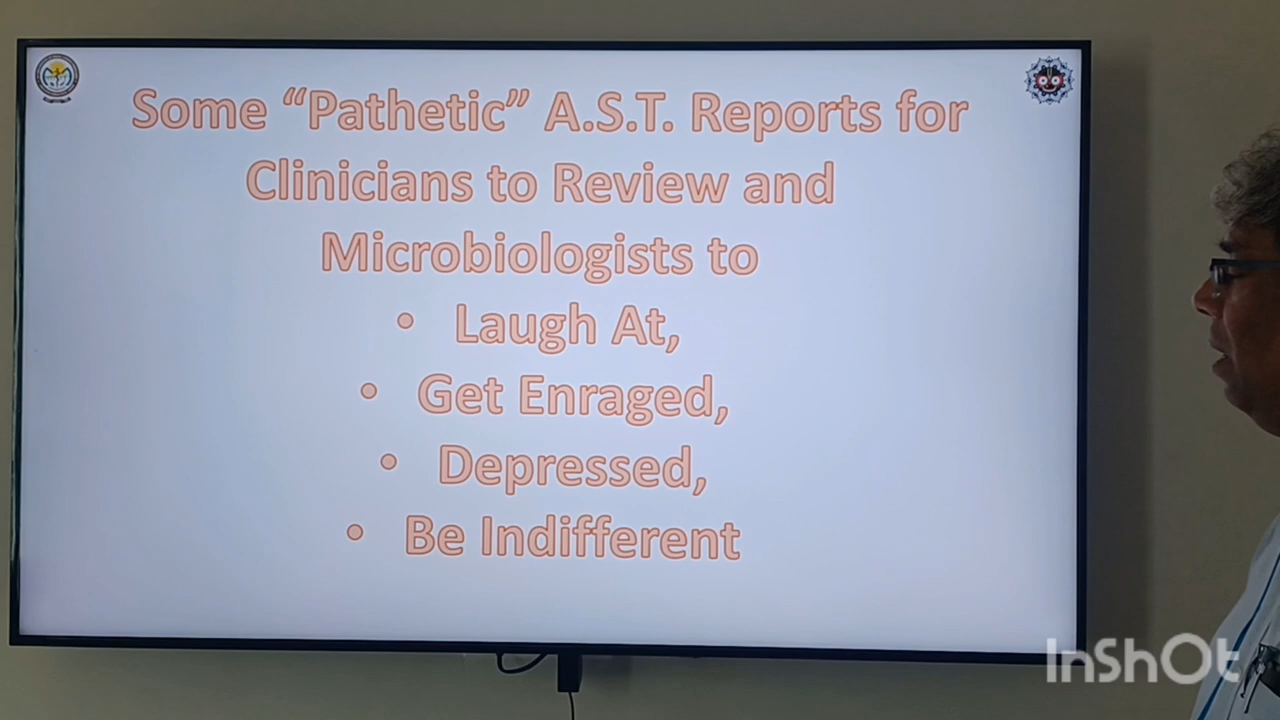 Some “Pathetic” A.S.T. Reports for
Clinicians to Review and
Microbiologists to
• Laugh At,
• Get Enraged,
• Depressed,
• Be Indifferent
InShOt